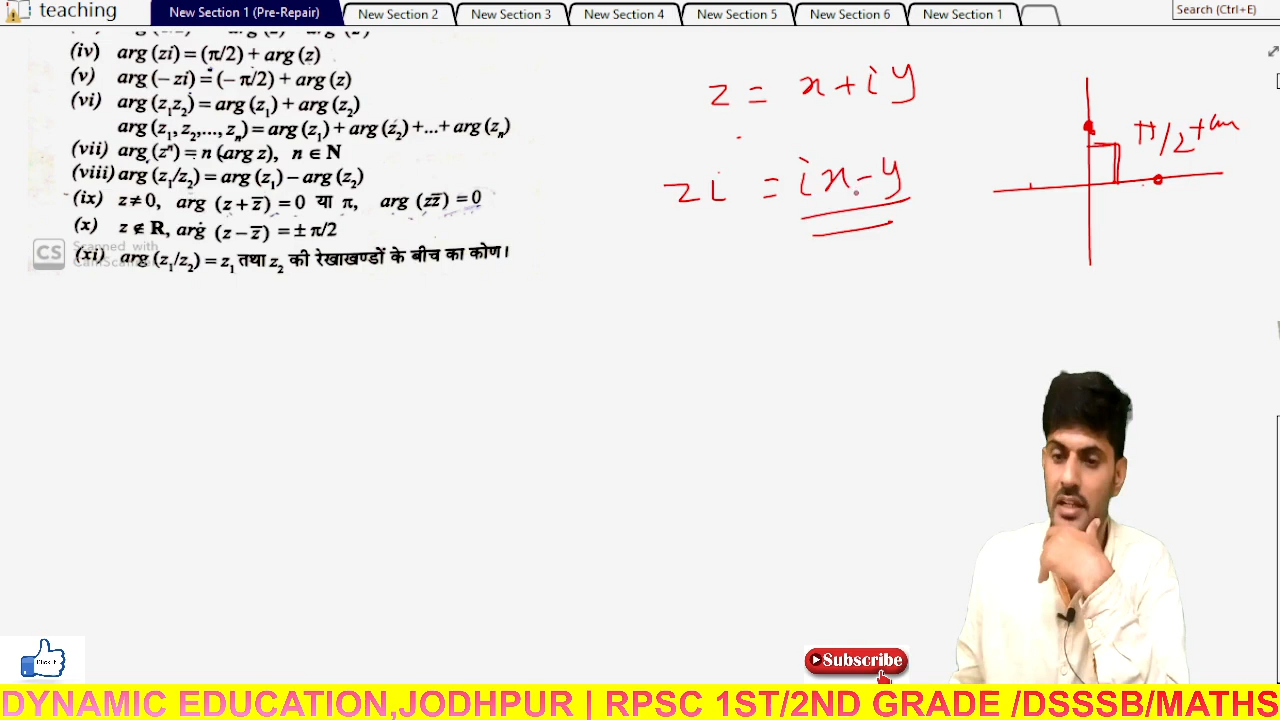 teaching
New Section 1 (Pre-Repair)
New Section 2
New Section 3
New Section 4
New Section 5
New Section 6
New Section 1
Search (Ctrl+E)
(iv) arg (zi) = (π/2) + arg (z)
(v) arg (– zi) = (– π/2) + arg (z)
(vi) arg (z₁z₂) = arg (z₁) + arg (z₂)
arg (z₁, z₂,..., zₙ) = arg (z₁) + arg (z₂) +...+ arg (zₙ)
(vii) arg (zⁿ) = n (arg z), n ∈ N
(viii) arg (z₁/z₂) = arg (z₁) – arg (z₂)
(ix) z ≠ 0, arg (z + z̄) = 0 या π, arg (zz̄) = 0
(x) z ∉ R, arg (z – z̄) = ± π/2
(xi) arg (z₁/z₂) = z₁ तथा z₂ की रेखाखण्डों के बीच का कोण।
CS Scanned with
z = x + i y
zi = ix – y
π/2 +
Subscribe
DYNAMIC EDUCATION,JODHPUR | RPSC 1ST/2ND GRADE /DSSSB/MATHS